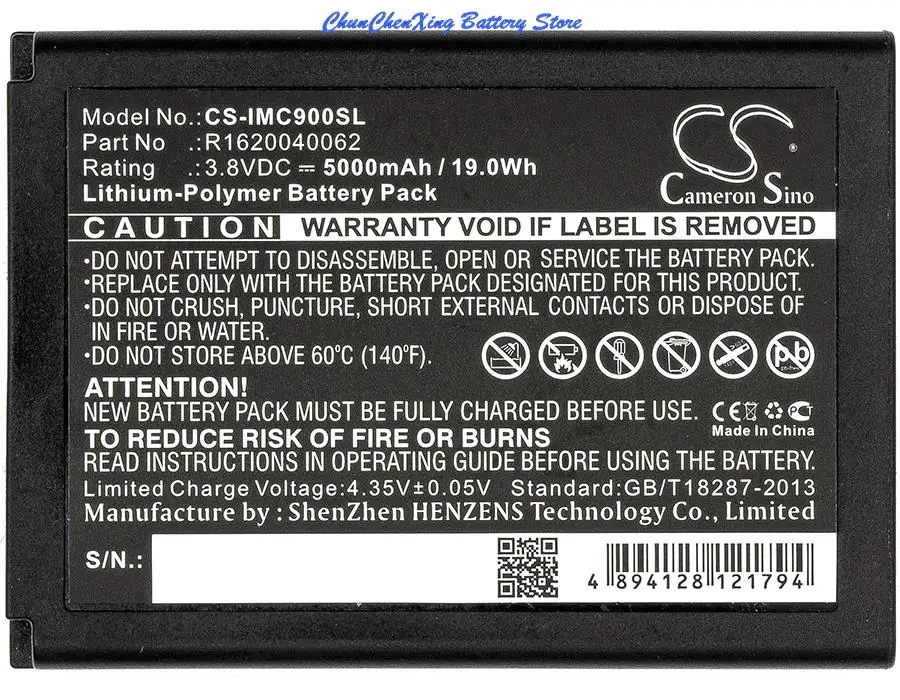 ChunChenXing Battery Store
Model No.:CS-IMC900SL
Part No .:R1620040062
Rating .:3.8VDC ⎓ 5000mAh / 19.0Wh
Lithium-Polymer Battery Pack
CS ®
Cameron Sino
CAUTION WARRANTY VOID IF LABEL IS REMOVED
·DO NOT ATTEMPT TO DISASSEMBLE, OPEN OR SERVICE THE BATTERY PACK.
·REPLACE ONLY WITH THE BATTERY PACK DESIGNATED FOR THIS PRODUCT.
·DO NOT CRUSH, PUNCTURE, SHORT EXTERNAL CONTACTS OR DISPOSE OF
IN FIRE OR WATER.
·DO NOT STORE ABOVE 60°C (140°F).
pb
ATTENTION!
NEW BATTERY PACK MUST BE FULLY CHARGED BEFORE USE.
CE
Made In China
TO REDUCE RISK OF FIRE OR BURNS
READ INSTRUCTIONS IN OPERATING GUIDE BEFORE USING THE BATTERY.
Limited Charge Voltage:4.35V±0.05V Standard:GB/T18287-2013
Manufacture by : ShenZhen HENZENS Technology Co., Limited
S/N.:
4 894128 121794